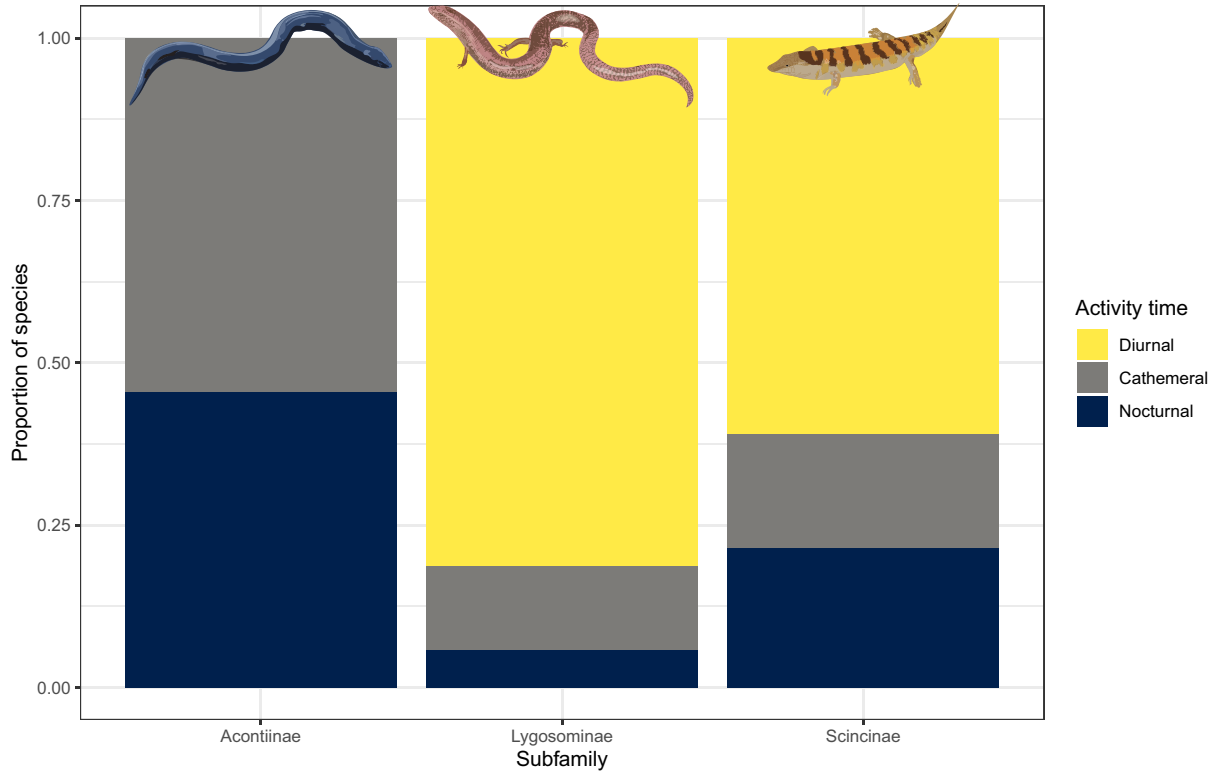 1.00
0.75
0.50
0.25
0.00
Proportion of species
Acontiinae
Lygosominae
Scincinae
Subfamily
Activity time
Diurnal
Cathemeral
Nocturnal